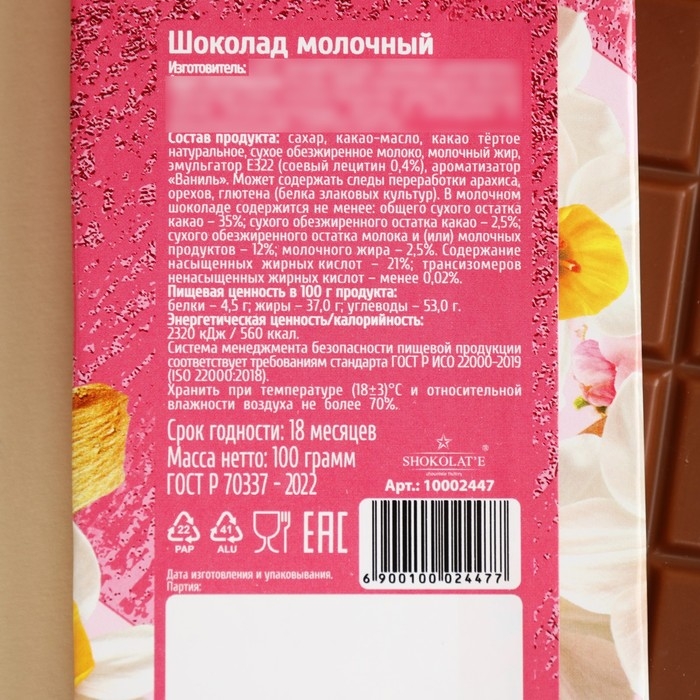 Шоколад молочный
Изготовитель:
Состав продукта: сахар, какао-масло, какао тёртое
натуральное, сухое обезжиренное молоко, молочный жир,
эмульгатор Е322 (соевый лецитин 0,4%), ароматизатор
«Ваниль». Может содержать следы переработки арахиса,
орехов, глютена (белка злаковых культур). В молочном
шоколаде содержится не менее: общего сухого остатка
какао – 35%; сухого обезжиренного остатка какао – 2,5%;
сухого обезжиренного остатка молока и (или) молочных
продуктов – 12%; молочного жира – 2,5%. Содержание
насыщенных жирных кислот – 21%; трансизомеров
ненасыщенных жирных кислот – менее 0,02%.
Пищевая ценность в 100 г продукта:
белки – 4,5 г; жиры – 37,0 г; углеводы – 53,0 г.
Энергетическая ценность/калорийность:
2320 кДж / 560 ккал.
Система менеджмента безопасности пищевой продукции
соответствует требованиям стандарта ГОСТ Р ИСО 22000-2019
(ISO 22000:2018).
Хранить при температуре (18±3)°С и относительной
влажности воздуха не более 70%.
Срок годности: 18 месяцев
Масса нетто: 100 грамм
ГОСТ Р 70337 - 2022
SHOKOLAT'E ®
Арт.: 10002447
22 PAP
41 ALU
EAC
6 900100 024477
Дата изготовления и упаковывания.
Партия: